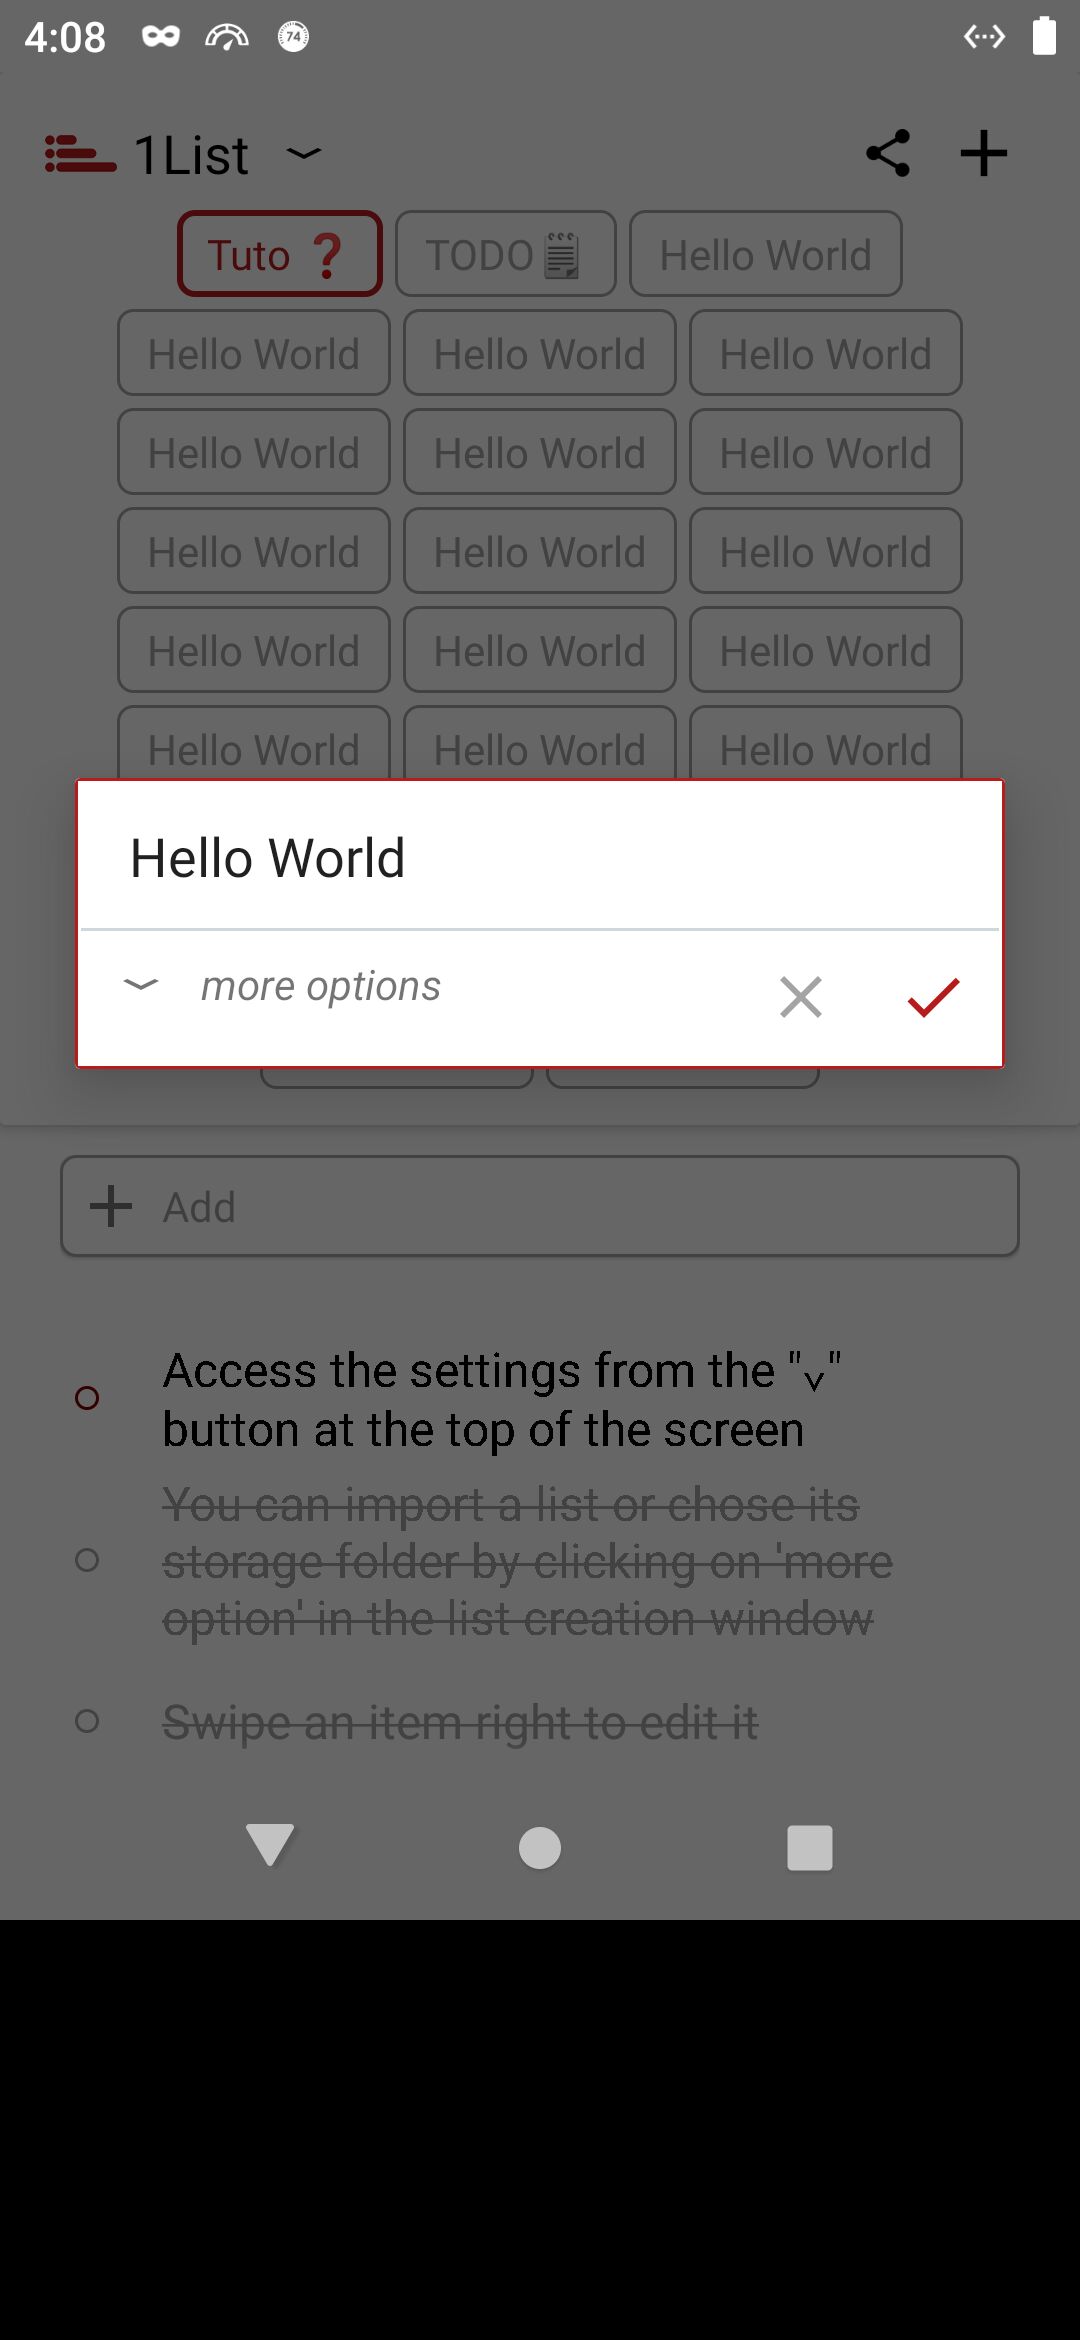 4:08 74
1List
Tuto ❓ TODO🗒 Hello World
Hello World Hello World Hello World
Hello World Hello World Hello World
Hello World Hello World Hello World
Hello World Hello World Hello World
Hello World Hello World Hello World
Hello World
more options
Add
Access the settings from the "˅"
button at the top of the screen
You can import a list or chose its
storage folder by clicking on 'more
option' in the list creation window
Swipe an item right to edit it